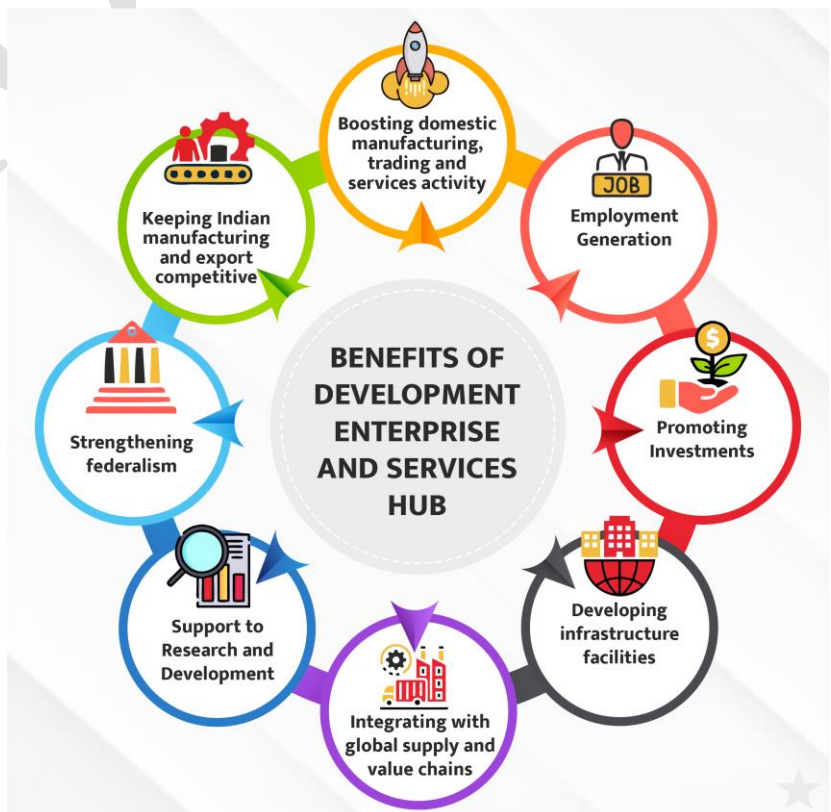 Boosting domestic
manufacturing,
trading and
services activity
JOB
Employment
Generation
$
Promoting
Investments
Developing
infrastructure
facilities
Integrating with
global supply and
value chains
Support to
Research and
Development
Strengthening
federalism
Keeping Indian
manufacturing
and export
competitive
BENEFITS OF
DEVELOPMENT
ENTERPRISE
AND SERVICES
HUB